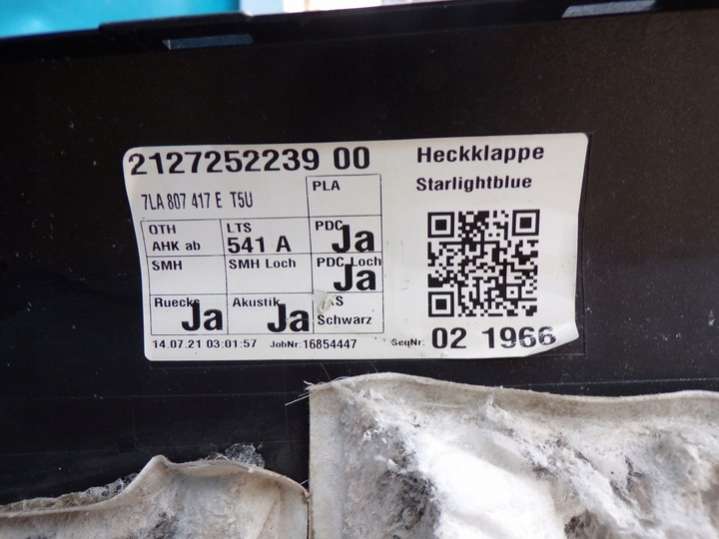 2127252239 00
Heckklappe
7LA 807 417 E T5U
PLA
Starlightblue
OTH
AHK ab
LTS
541 A
PDC
Ja
SMH
SMH Loch
PDC Loch
Ja
Ruecks
Ja
Akustik
Ja
Schwarz
14.07.21 03:01:57
JobNr: 16854447
SeqNr: 02 1966